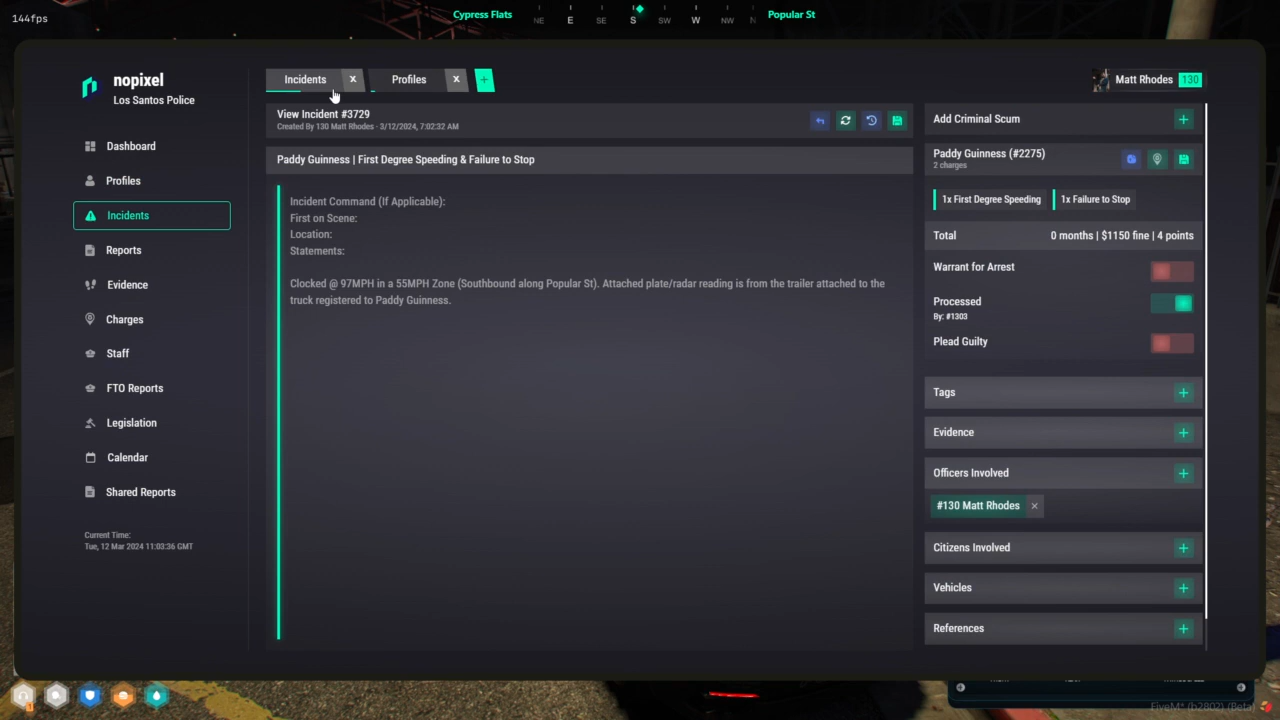 144fps
Cypress Flats
NE E SE S SW W NW N
Popular St
nopixel
Los Santos Police
Incidents x
Profiles x
+
Matt Rhodes 130
Dashboard
Profiles
Incidents
Reports
Evidence
Charges
Staff
FTO Reports
Legislation
Calendar
Shared Reports
Current Time:
Tue, 12 Mar 2024 11:03:36 GMT
View Incident #3729
Created By 130 Matt Rhodes - 3/12/2024, 7:02:32 AM
Paddy Guinness | First Degree Speeding & Failure to Stop
Incident Command (If Applicable):
First on Scene:
Location:
Statements:
Clocked @ 97MPH in a 55MPH Zone (Southbound along Popular St). Attached plate/radar reading is from the trailer attached to the
truck registered to Paddy Guinness.
Add Criminal Scum +
Paddy Guinness (#2275)
2 charges
1x First Degree Speeding
1x Failure to Stop
Total 0 months | $1150 fine | 4 points
Warrant for Arrest
Processed
By: #1303
Plead Guilty
Tags +
Evidence +
Officers Involved +
#130 Matt Rhodes ×
Citizens Involved +
Vehicles +
References +
FiveM* (b2802) (Beta)